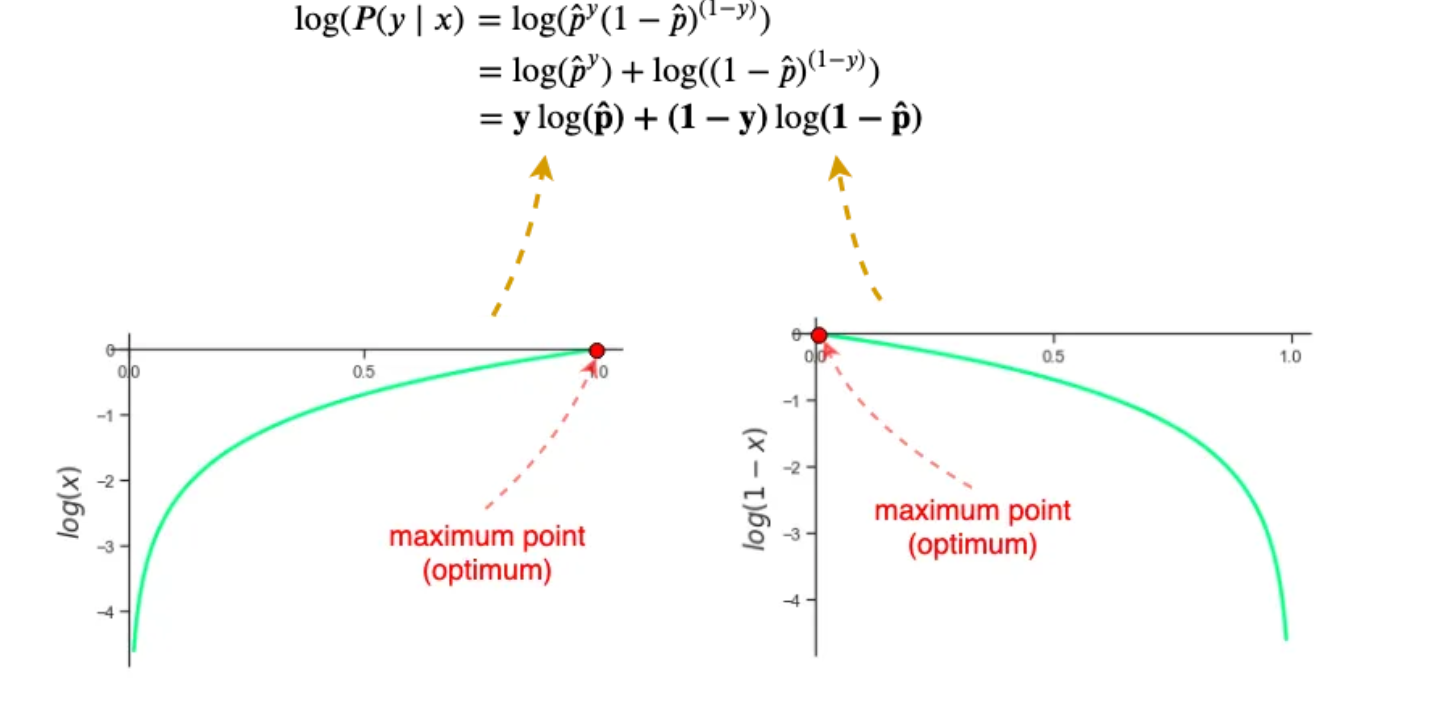 log(P(y | x) = log(p̂ʸ(1 − p̂)⁽¹⁻ʸ⁾)
= log(p̂ʸ) + log((1 − p̂)⁽¹⁻ʸ⁾)
= y log(p̂) + (1 − y) log(1 − p̂)
0
0.0 0.5 1.0
−1
−2
−3
−4
log(x)
maximum point
(optimum)
0
0.0 0.5 1.0
−1
−2
−3
−4
log(1 − x)
maximum point
(optimum)